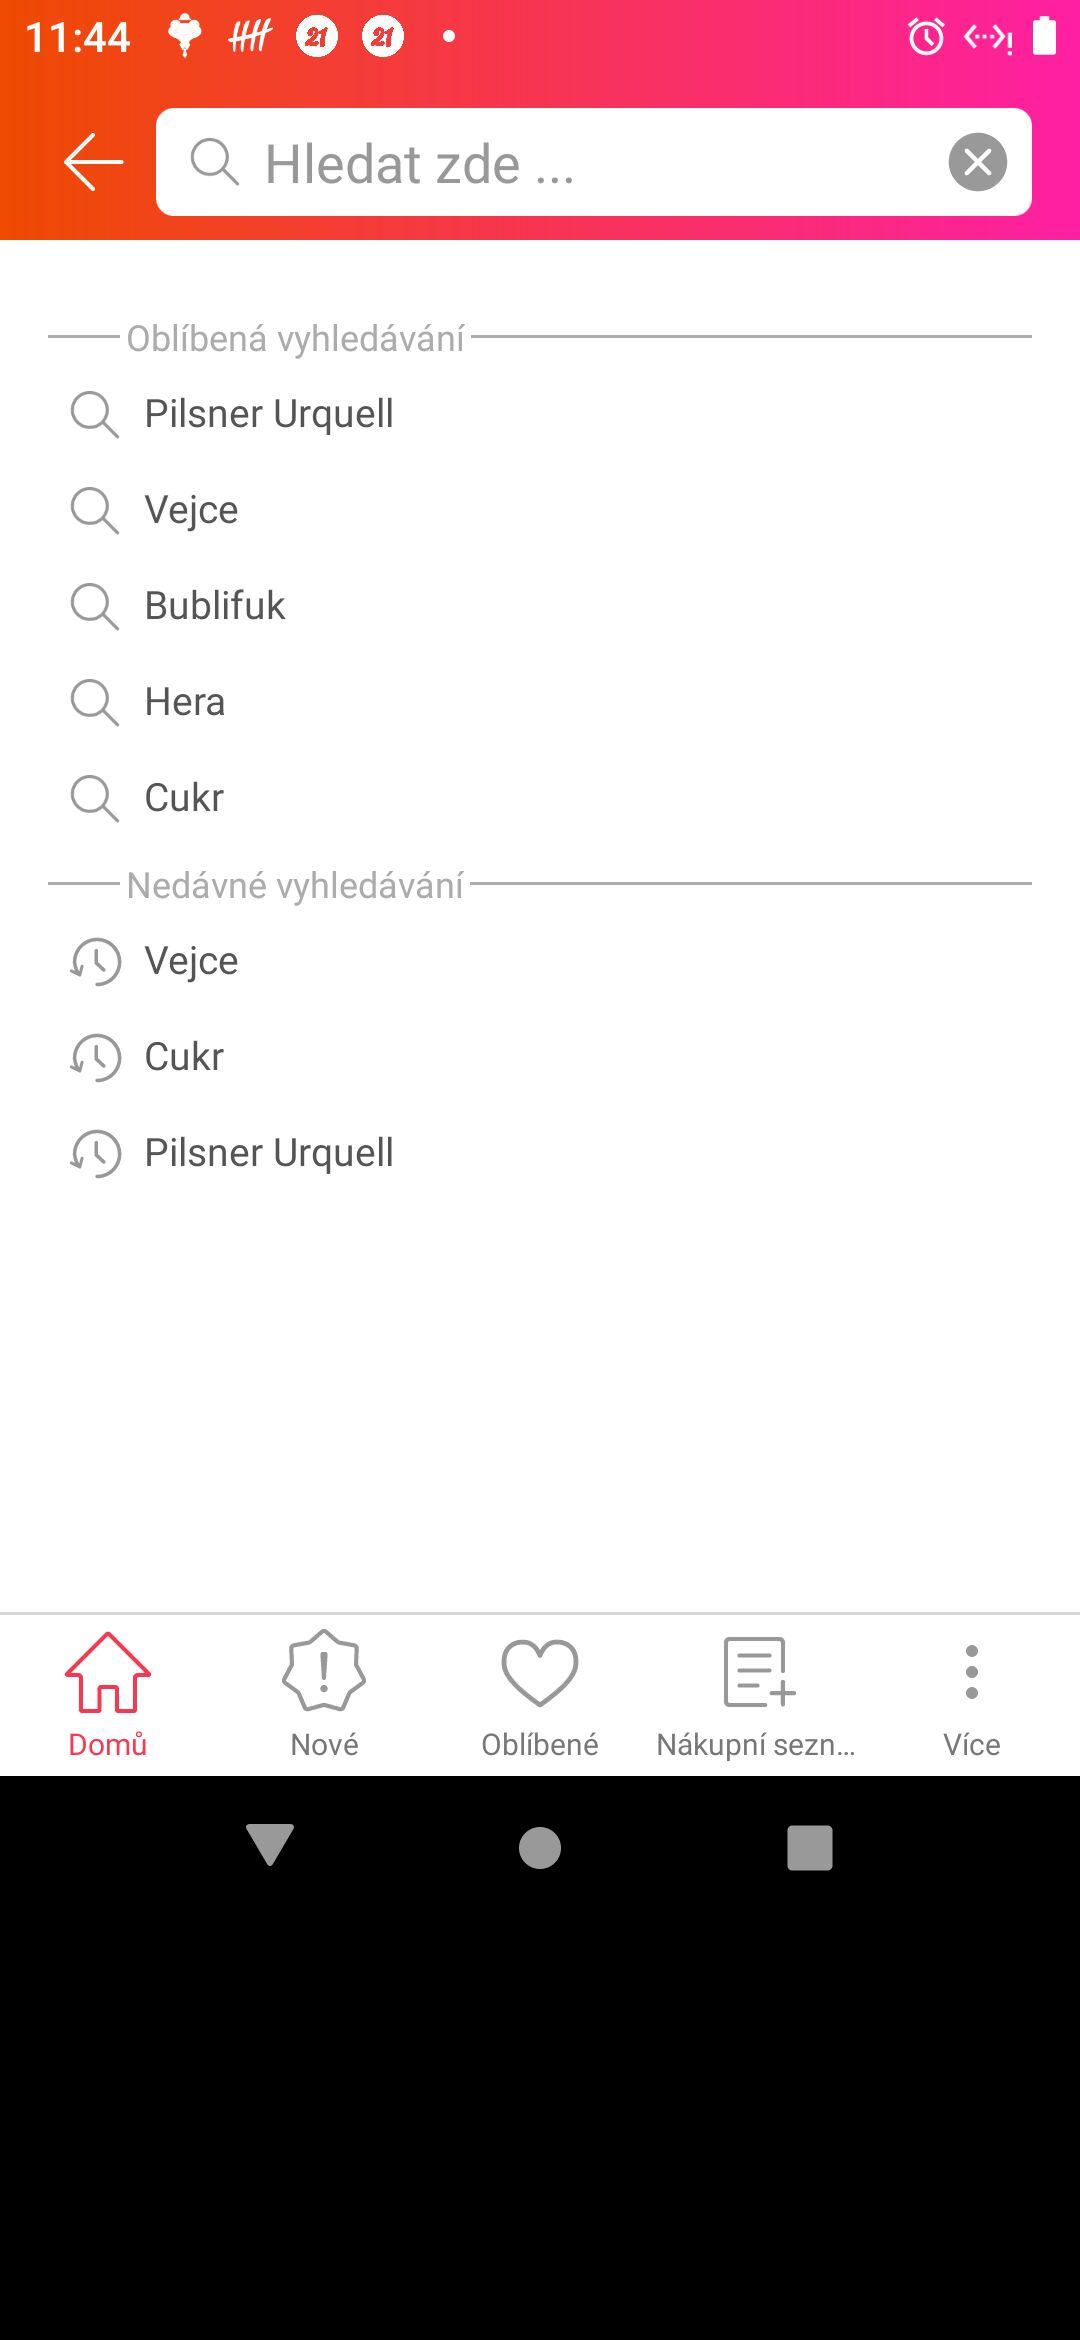 11:44
21 21
Hledat zde ...
Oblíbená vyhledávání
Pilsner Urquell
Vejce
Bublifuk
Hera
Cukr
Nedávné vyhledávání
Vejce
Cukr
Pilsner Urquell
Domů Nové Oblíbené Nákupní sezn... Více